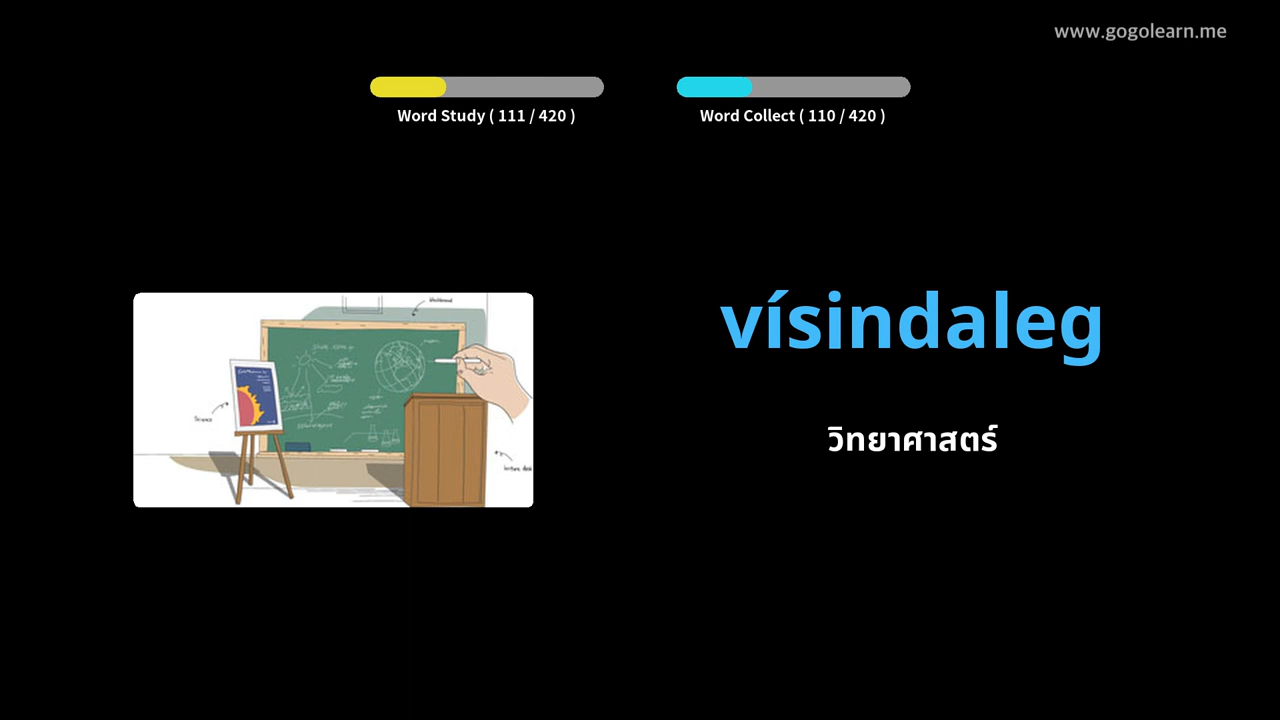 www.gogolearn.me
Word Study ( 111 / 420 )
Word Collect ( 110 / 420 )
vísindaleg
วิทยาศาสตร์
Science